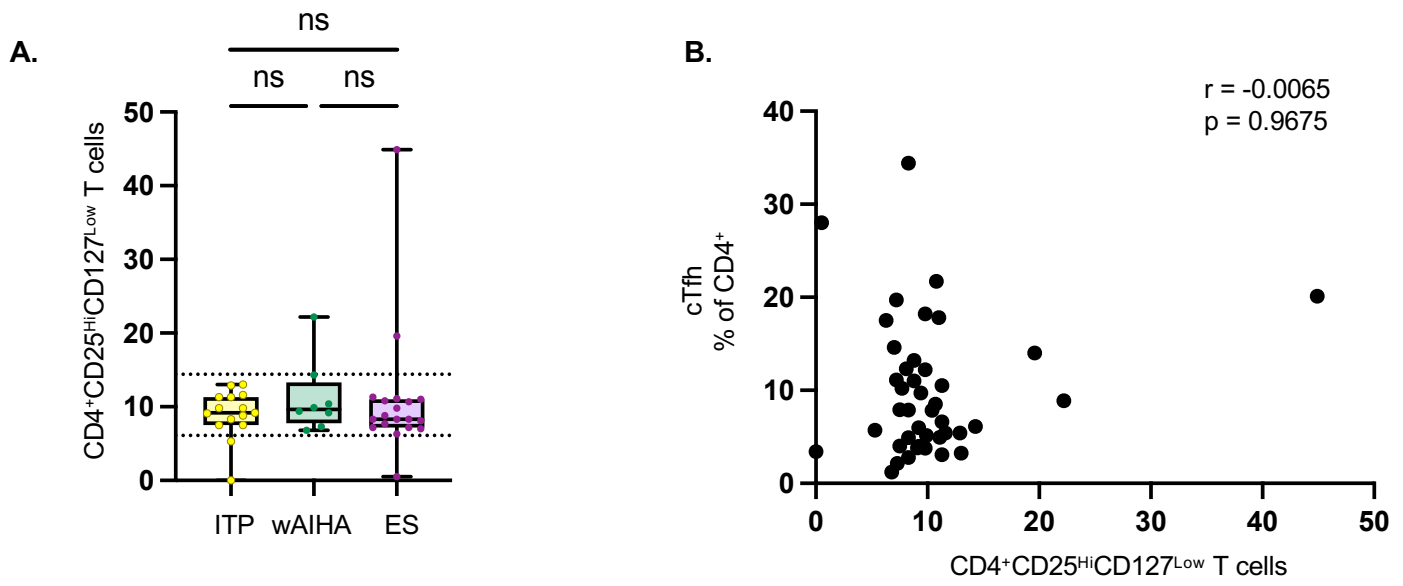 A.
ns
ns ns
50
40
30
20
10
0
CD4⁺CD25ᴴⁱCD127ᴸᵒʷ T cells
ITP wAIHA ES
B.
r = -0.0065
p = 0.9675
40
30
20
10
0
cTfh
% of CD4⁺
0 10 20 30 40 50
CD4⁺CD25ᴴⁱCD127ᴸᵒʷ T cells